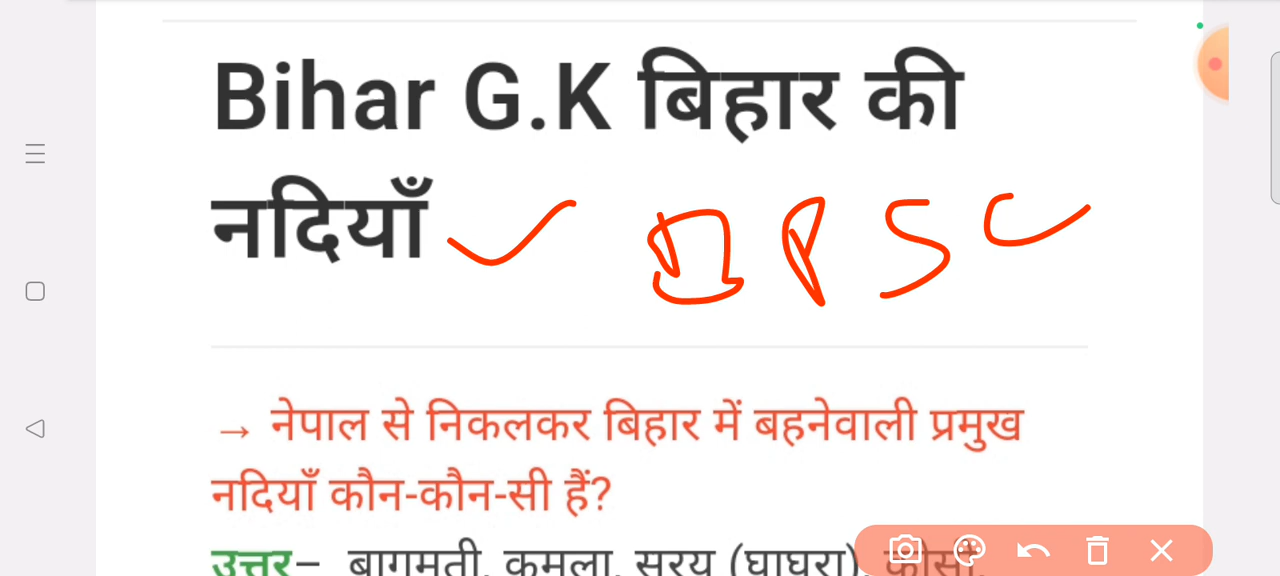 Bihar G.K बिहार की
नदियाँ
BPSC
→ नेपाल से निकलकर बिहार में बहनेवाली प्रमुख
नदियाँ कौन-कौन-सी हैं?
उत्तर– बागमती, कमला, सरयू (घाघरा), कोसी,